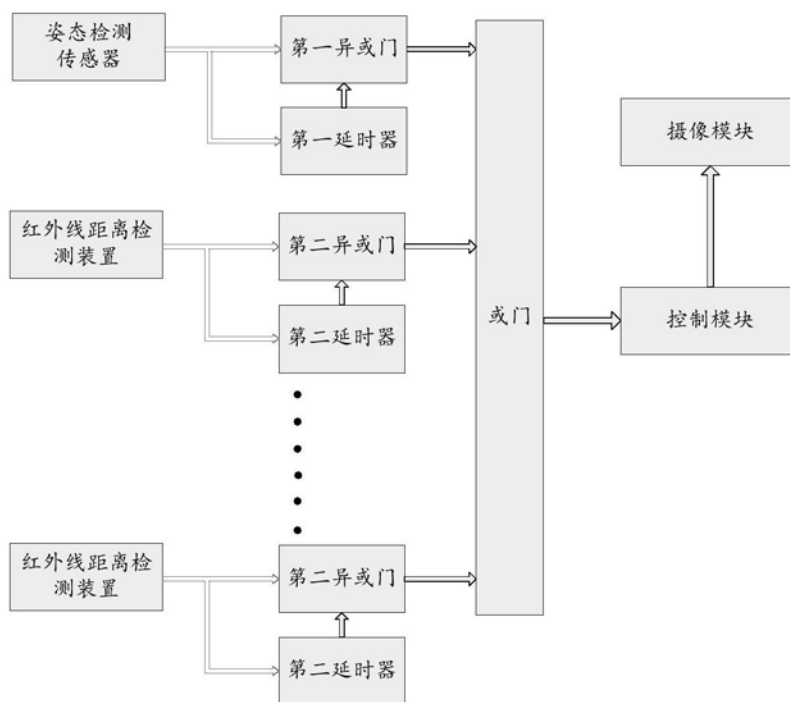 姿态检测
传感器
第一异或门
第一延时器
摄像模块
红外线距离检
测装置
第二异或门
第二延时器
或门
控制模块
红外线距离检
测装置
第二异或门
第二延时器